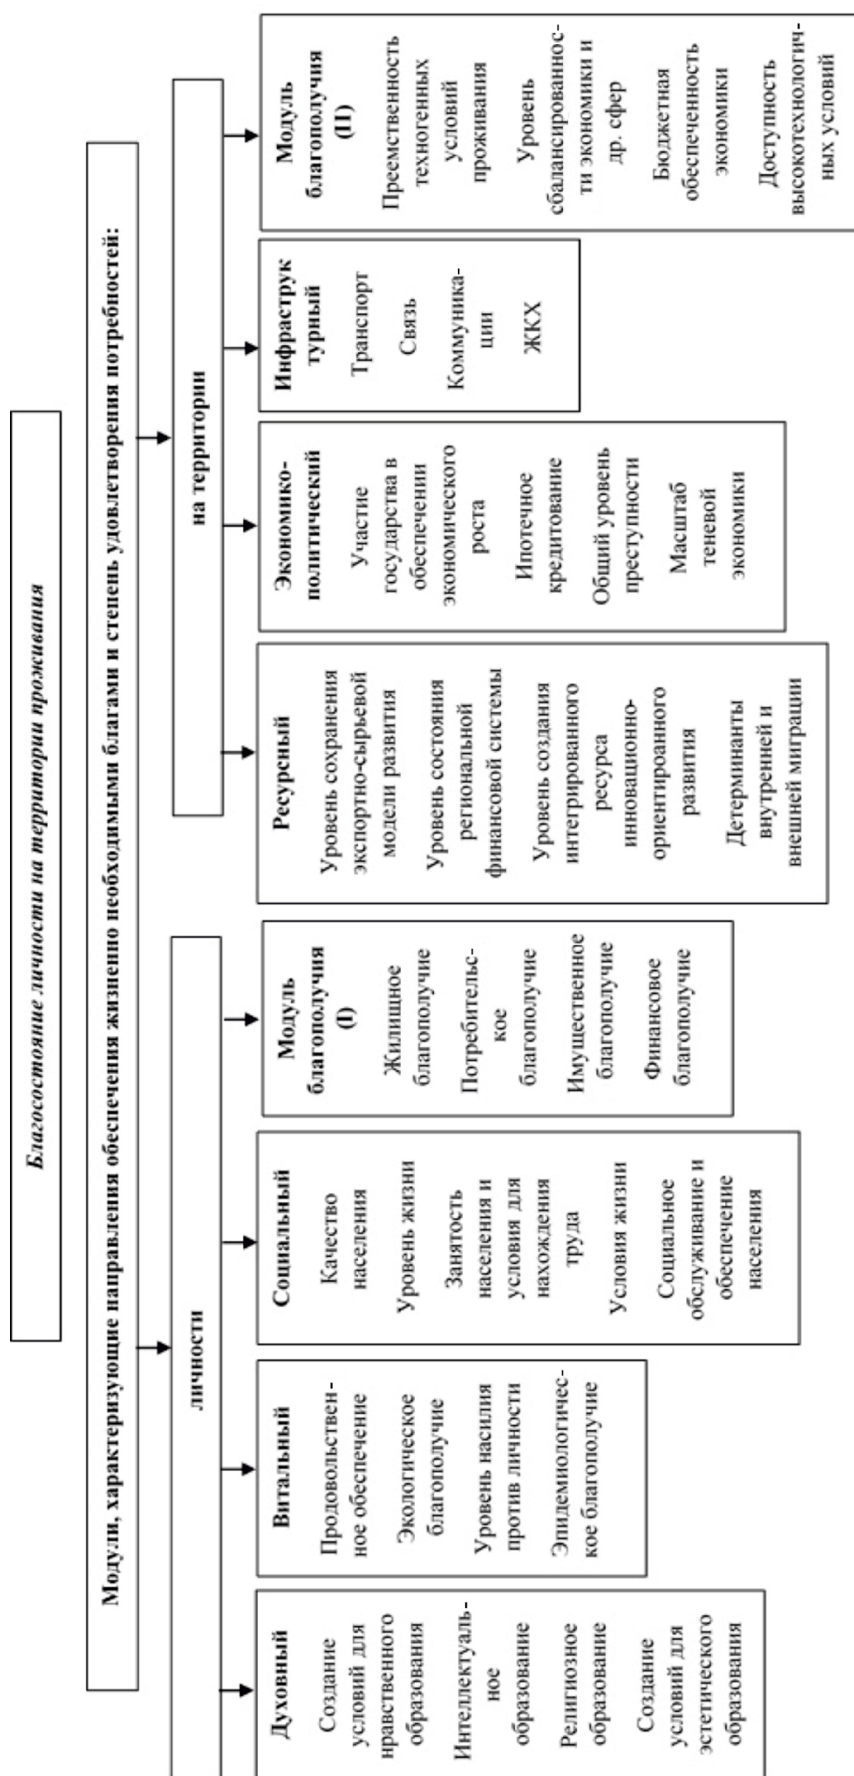 Благосостояние личности на территории проживания
Модули, характеризующие направления обеспечения жизненно необходимыми благами и степень удовлетворения потребностей:
личности
на территории
Духовный
Создание
условий для
нравственного
образования
Интеллектуаль-
ное
образование
Религиозное
образование
Создание
условий для
эстетического
образования
Витальный
Продовольствен-
ное обеспечение
Экологическое
благополучие
Уровень насилия
против личности
Эпидемиологичес-
кое благополучие
Социальный
Качество
населения
Уровень жизни
Занятость
населения и
условия для
нахождения
труда
Условия жизни
Социальное
обслуживание и
обеспечение
населения
Модуль
благополучия
(I)
Жилищное
благополучие
Потребительс-
кое
благополучие
Имущественное
благополучие
Финансовое
благополучие
Ресурсный
Уровень сохранения
экспортно-сырьевой
модели развития
Уровень состояния
региональной
финансовой системы
Уровень создания
интегрированного
ресурса
инновационно-
ориентироанного
развития
Детерминанты
внутренней и
внешней миграции
Экономико-
политический
Участие
государства в
обеспечении
экономического
роста
Ипотечное
кредитование
Общий уровень
преступности
Масштаб
теневой
экономики
Инфраструк
турный
Транспорт
Связь
Коммуника-
ции
ЖКХ
Модуль
благополучия
(II)
Преемственность
техногенных
условий
проживания
Уровень
сбалансированнос-
ти экономики и
др. сфер
Бюджетная
обеспеченность
экономики
Доступность
высокотехнологич-
ных условий